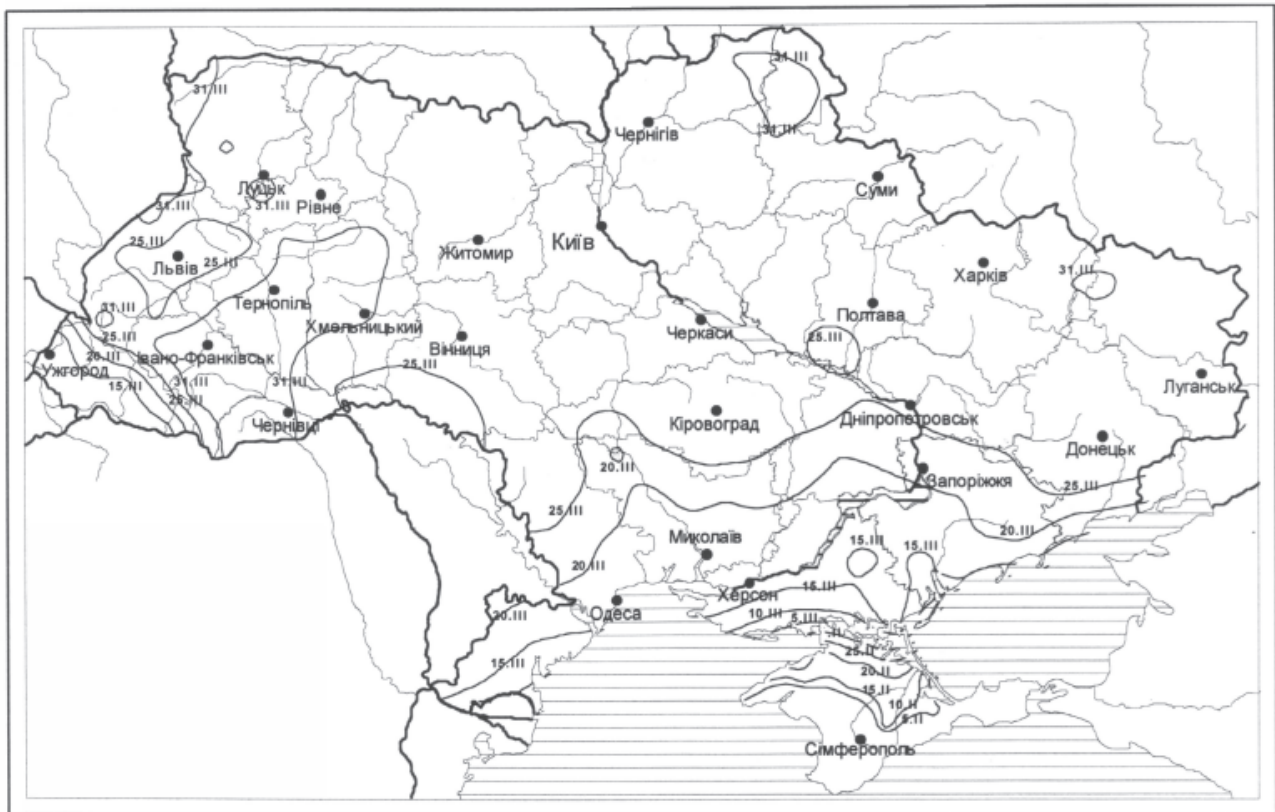 31.III
31.III
Чернігів
31.III
Луцьк
Суми
31.III
31.III
Рівне
Київ
25.III
Житомир
Львів
25.III
Харків
31.III
Тернопіль
31.III
Полтава
Хмельницький
Черкаси
25.III
25.III
Вінниця
20.III
Івано-Франківськ
25.III
Ужгород
15.III
31.III
31.III
Луганськ
25.III
Чернівці
Кіровоград
Дніпропетровськ
Донецьк
20.III
Запоріжжя
25.III
25.III
20.III
Миколаїв
15.III
15.III
20.III
Херсон
15.III
20.III
Одеса
10.III
5.III
.II
25.II
15.III
20.II
15.II
10.II
5.II
Сімферополь